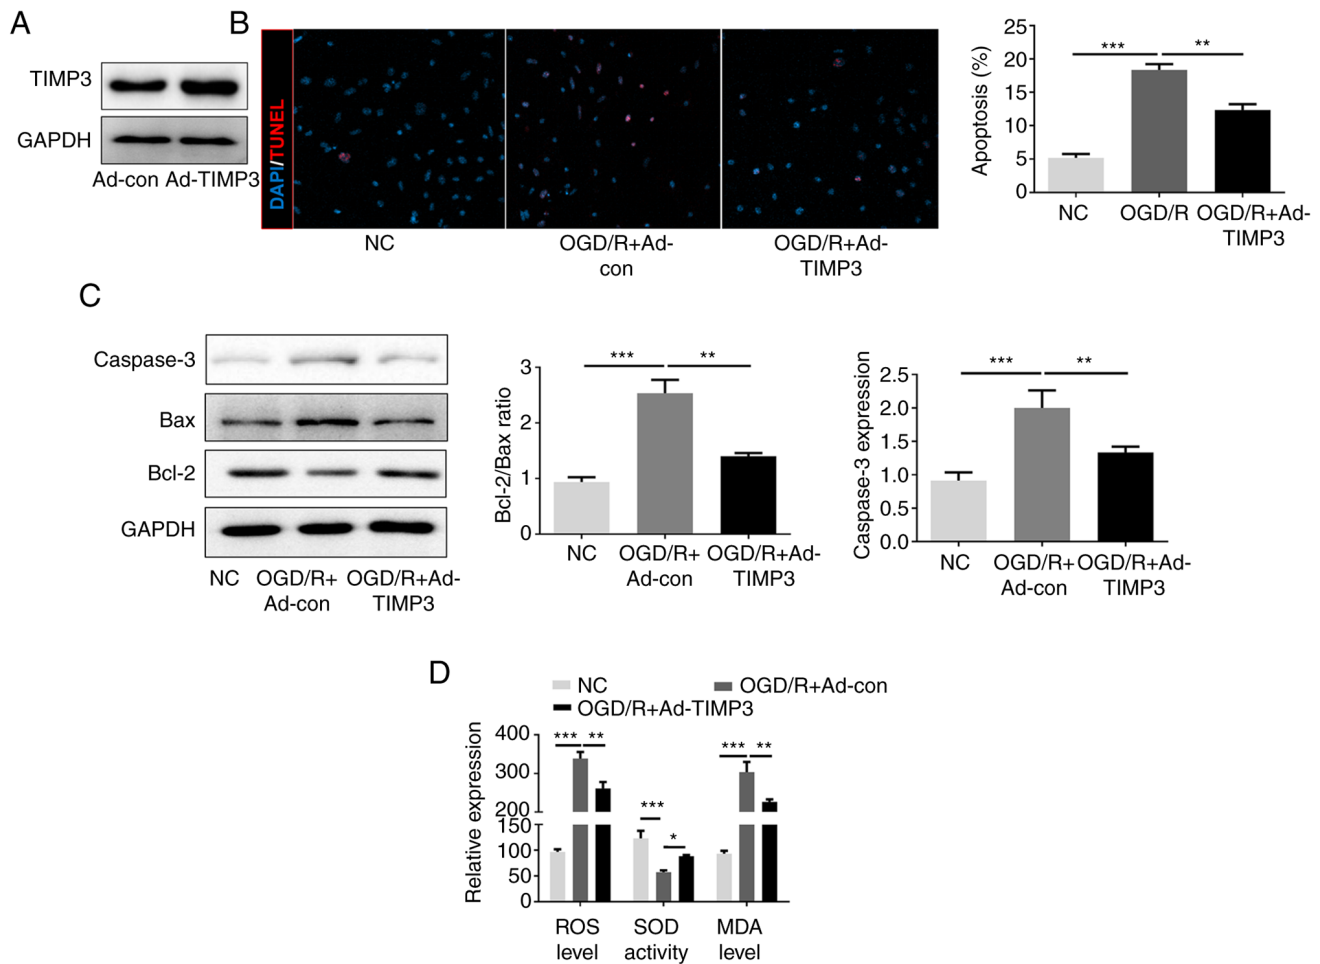 A
TIMP3
GAPDH
Ad-con Ad-TIMP3
B
DAPI/TUNEL
NC
OGD/R+Ad-
con
OGD/R+Ad-
TIMP3
Apoptosis (%)
25
20
15
10
5
0
*** **
NC
OGD/R
OGD/R+Ad-
TIMP3
C
Caspase-3
Bax
Bcl-2
GAPDH
NC
OGD/R+
Ad-con
OGD/R+Ad-
TIMP3
Bcl-2/Bax ratio
3
2
1
0
*** **
NC
OGD/R+
Ad-con
OGD/R+Ad-
TIMP3
Caspase-3 expression
2.5
2.0
1.5
1.0
0.5
0.0
*** **
NC
OGD/R+
Ad-con
OGD/R+Ad-
TIMP3
D
NC
OGD/R+Ad-con
OGD/R+Ad-TIMP3
Relative expression
400
300
200
150
100
50
0
*** **
***
*
*** **
ROS
level
SOD
activity
MDA
level